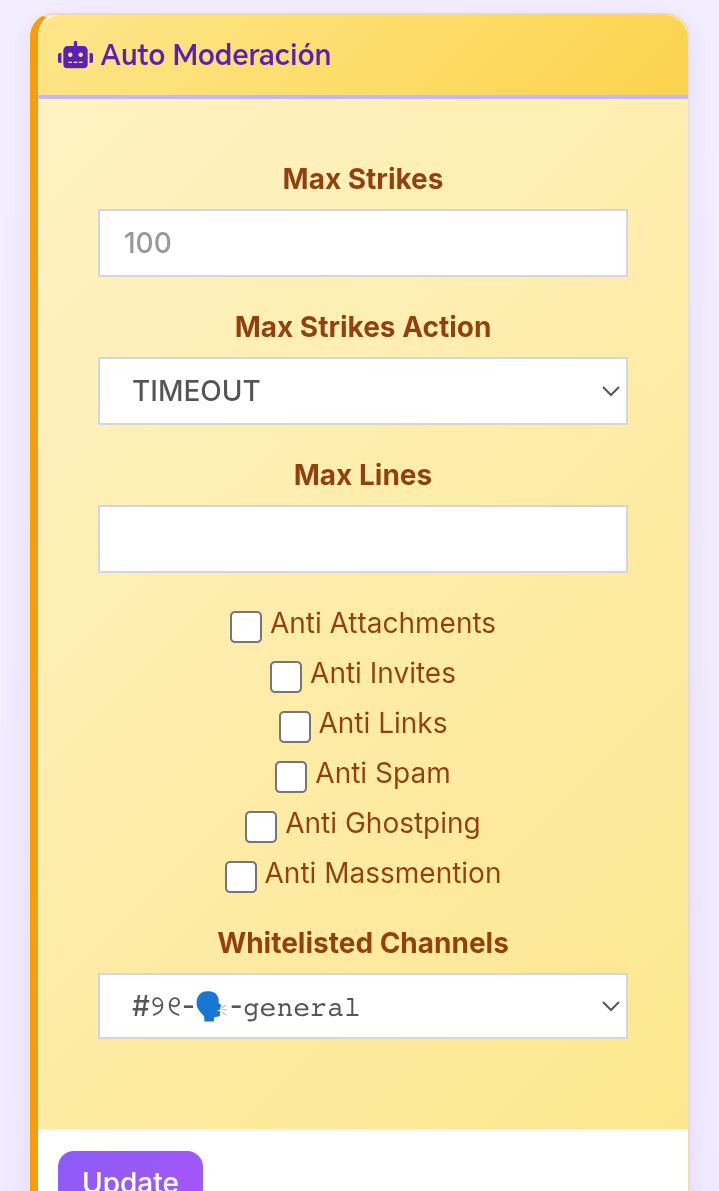 Auto Moderación
Max Strikes
100
Max Strikes Action
TIMEOUT
Max Lines
Anti Attachments
Anti Invites
Anti Links
Anti Spam
Anti Ghostping
Anti Massmention
Whitelisted Channels
#୨୧-🗣️-𝚐𝚎𝚗𝚎𝚛𝚊𝚕
Update